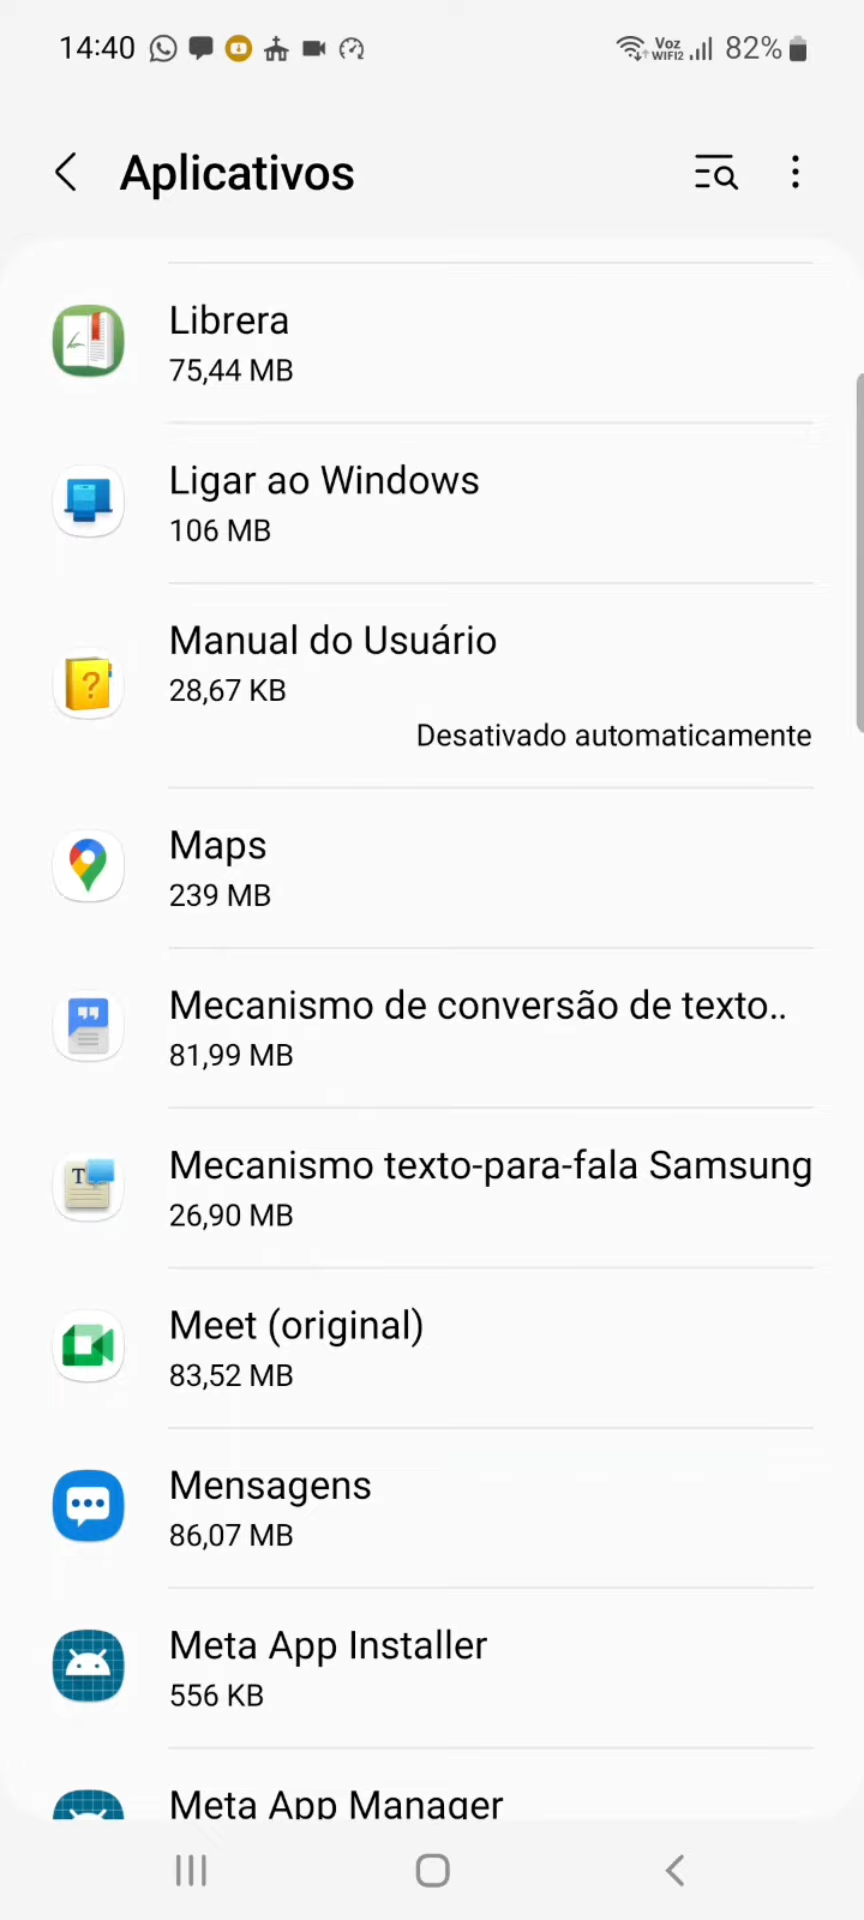 14:40
Voz
WIFI2
82%
Aplicativos
Librera
75,44 MB
Ligar ao Windows
106 MB
Manual do Usuário
28,67 KB
Desativado automaticamente
Maps
239 MB
Mecanismo de conversão de texto..
81,99 MB
Mecanismo texto-para-fala Samsung
26,90 MB
Meet (original)
83,52 MB
Mensagens
86,07 MB
Meta App Installer
556 KB
Meta App Manager